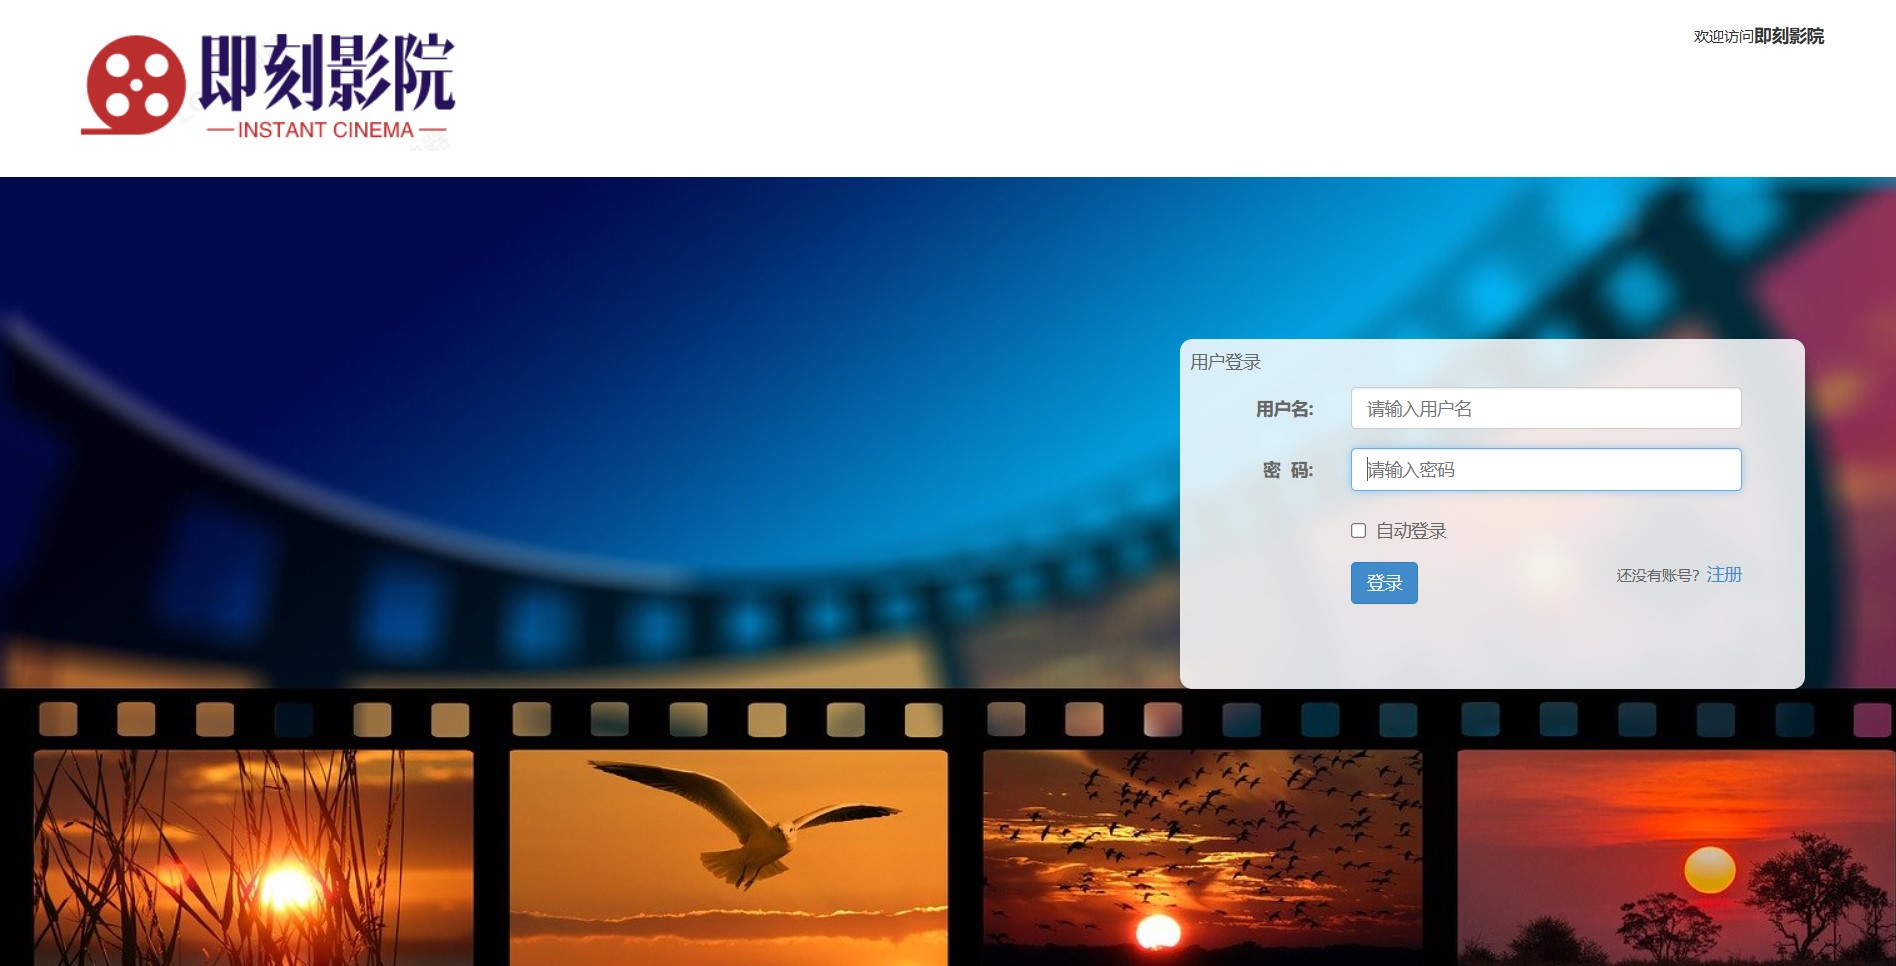 即刻影院
INSTANT CINEMA
欢迎访问即刻影院
用户登录
用户名: 请输入用户名
密 码: 请输入密码
自动登录
登录 还没有账号? 注册